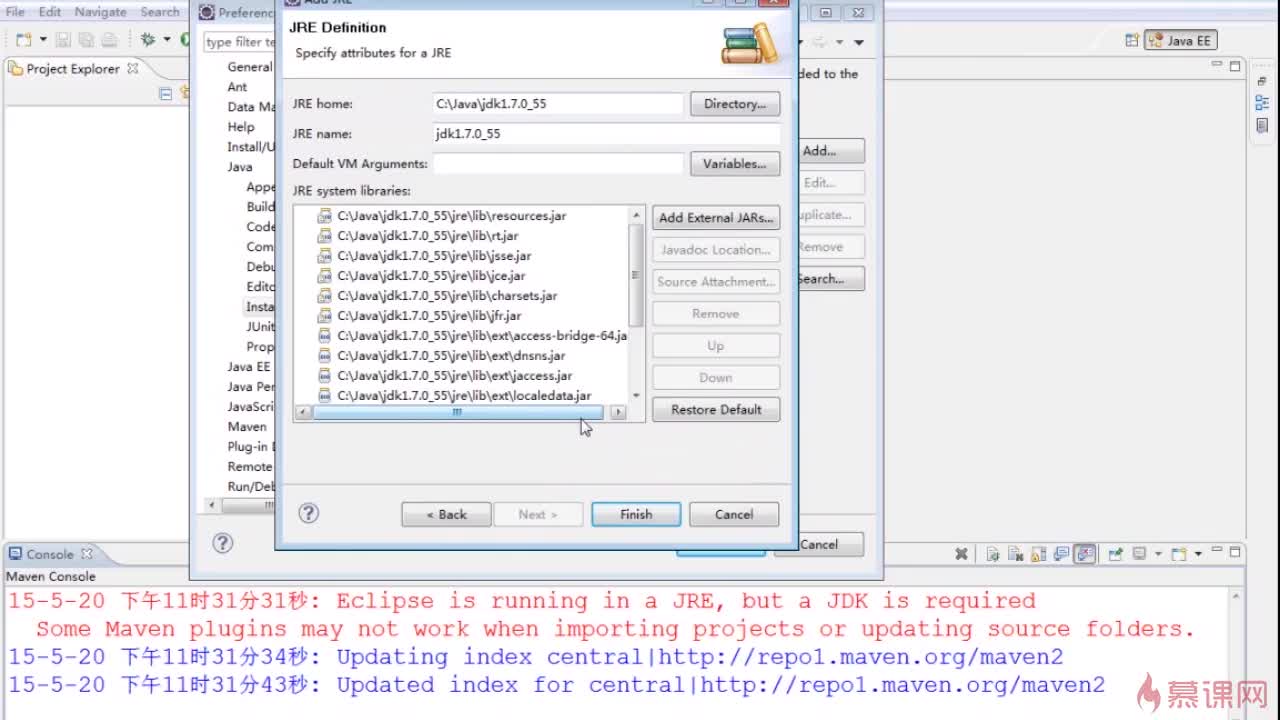 File Edit Navigate Search
Preferenc
Add JRE
Java EE
Project Explorer
type filter te
General
Ant
Data Ma
Help
Install/U
Java
Appe
Build
Code
Com
Debu
Edito
Insta
JUnit
Prop
Java EE
Java Per
JavaScri
Maven
Plug-in D
Remote
Run/Deb
JRE Definition
Specify attributes for a JRE
JRE home:
C:\Java\jdk1.7.0_55
Directory...
JRE name:
jdk1.7.0_55
Default VM Arguments:
Variables...
JRE system libraries:
C:\Java\jdk1.7.0_55\jre\lib\resources.jar
C:\Java\jdk1.7.0_55\jre\lib\rt.jar
C:\Java\jdk1.7.0_55\jre\lib\jsse.jar
C:\Java\jdk1.7.0_55\jre\lib\jce.jar
C:\Java\jdk1.7.0_55\jre\lib\charsets.jar
C:\Java\jdk1.7.0_55\jre\lib\jfr.jar
C:\Java\jdk1.7.0_55\jre\lib\ext\access-bridge-64.ja
C:\Java\jdk1.7.0_55\jre\lib\ext\dnsns.jar
C:\Java\jdk1.7.0_55\jre\lib\ext\jaccess.jar
C:\Java\jdk1.7.0_55\jre\lib\ext\localedata.jar
Add External JARs...
Javadoc Location...
Source Attachment...
Remove
Up
Down
Restore Default
< Back
Next >
Finish
Cancel
ded to the
Add...
Edit...
uplicate...
emove
Search...
Cancel
Console
Maven Console
15-5-20 下午11时31分31秒: Eclipse is running in a JRE, but a JDK is required
Some Maven plugins may not work when importing projects or updating source folders.
15-5-20 下午11时31分34秒: Updating index central|http://repo1.maven.org/maven2
15-5-20 下午11时31分43秒: Updated index for central|http://repo1.maven.org/maven2
慕课网